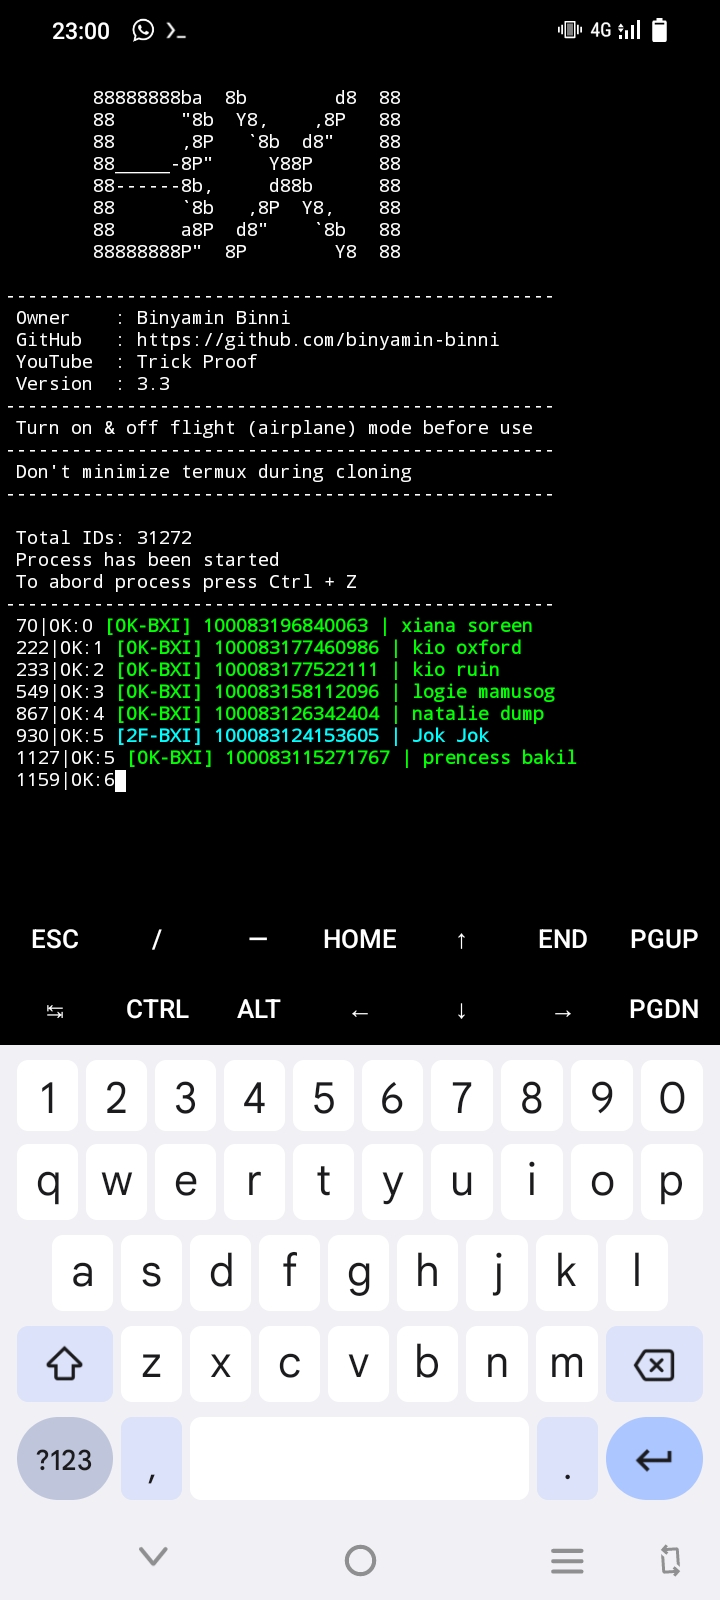 23:00 4G
88888888ba  8b        d8  88
88      "8b  Y8,    ,8P   88
88      ,8P   `8b  d8"    88
88_____-8P"     Y88P      88
88------8b,     d88b      88
88      `8b   ,8P  Y8,    88
88      a8P  d8"    `8b   88
88888888P"  8P        Y8  88
--------------------------------------------------
Owner    : Binyamin Binni
GitHub   : https://github.com/binyamin-binni
YouTube  : Trick Proof
Version  : 3.3
--------------------------------------------------
Turn on & off flight (airplane) mode before use
--------------------------------------------------
Don't minimize termux during cloning
--------------------------------------------------
Total IDs: 31272
Process has been started
To abord process press Ctrl + Z
--------------------------------------------------
70|OK:0 [OK-BXI] 100083196840063 | xiana soreen
222|OK:1 [OK-BXI] 100083177460986 | kio oxford
233|OK:2 [OK-BXI] 100083177522111 | kio ruin
549|OK:3 [OK-BXI] 100083158112096 | logie mamusog
867|OK:4 [OK-BXI] 100083126342404 | natalie dump
930|OK:5 [2F-BXI] 100083124153605 | Jok Jok
1127|OK:5 [OK-BXI] 100083115271767 | prencess bakil
1159|OK:6
ESC / — HOME ↑ END PGUP
↹ CTRL ALT ← ↓ → PGDN
1 2 3 4 5 6 7 8 9 0
q w e r t y u i o p
a s d f g h j k l
z x c v b n m
?123 , .